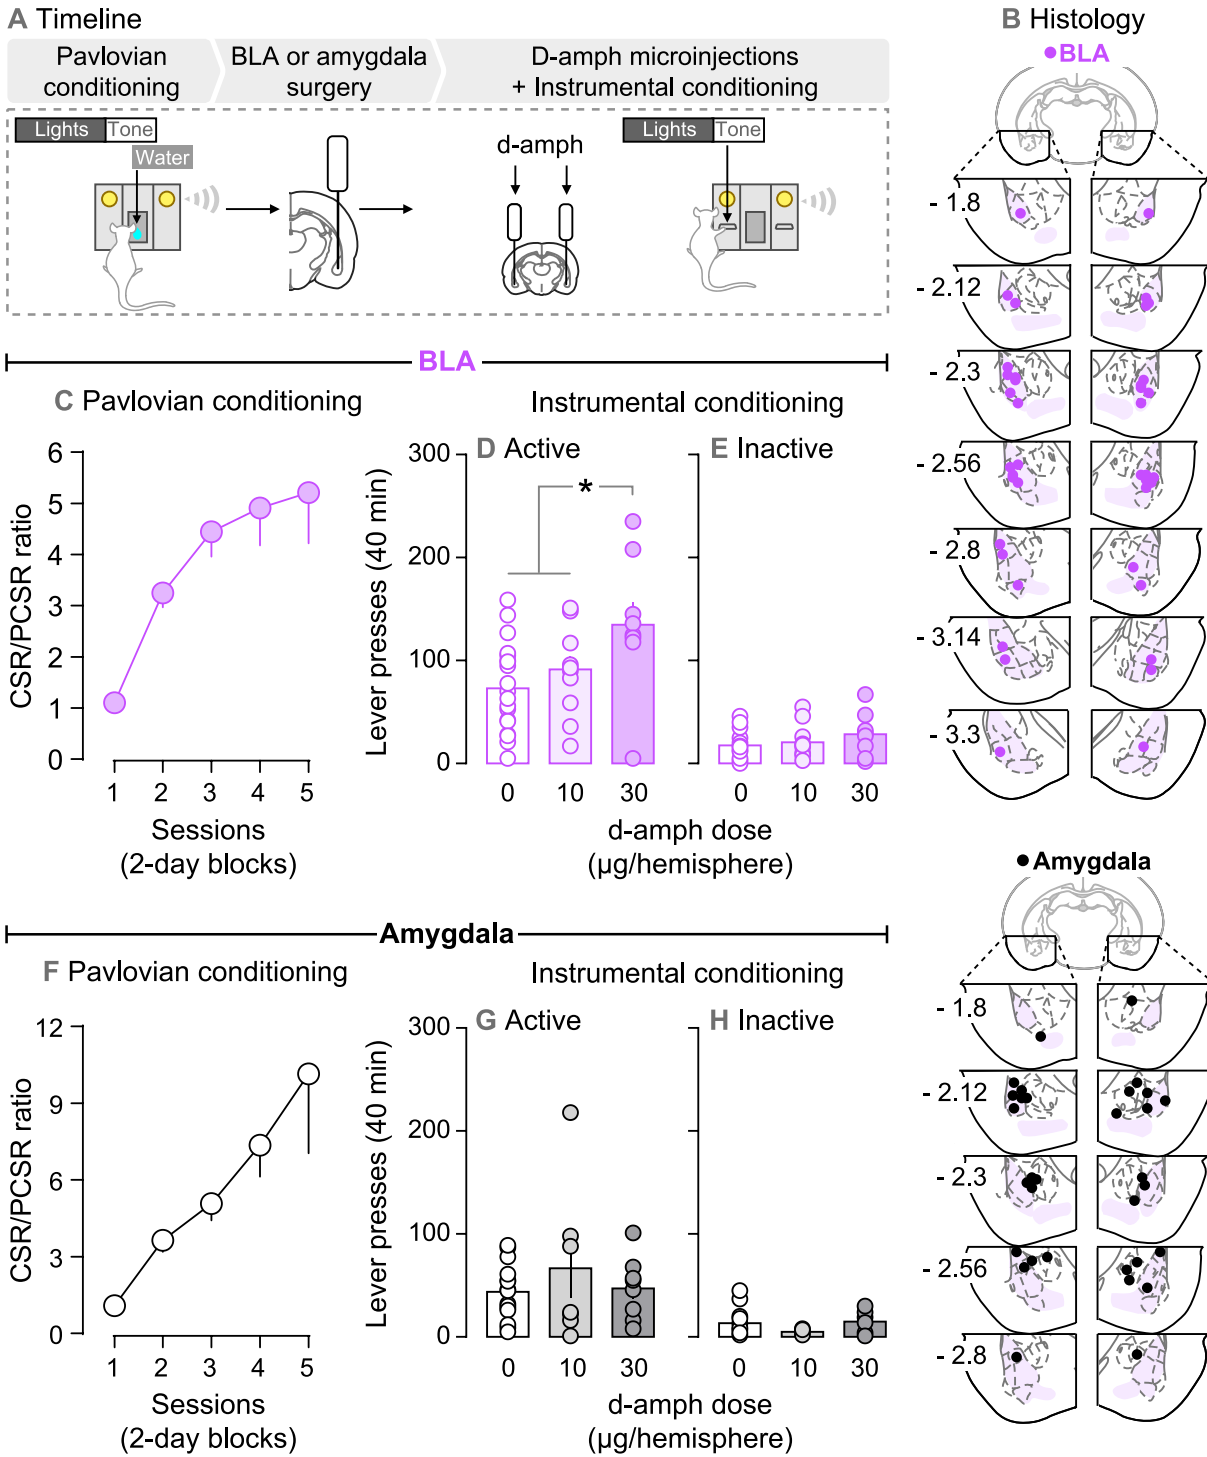 A Timeline
Pavlovian
conditioning
BLA or amygdala
surgery
D-amph microinjections
+ Instrumental conditioning
Lights
Tone
Water
d-amph
Lights
Tone
B Histology
BLA
- 1.8
- 2.12
- 2.3
- 2.56
- 2.8
- 3.14
- 3.3
BLA
C Pavlovian conditioning
CSR/PCSR ratio
6
5
4
3
2
1
0
1 2 3 4 5
Sessions
(2-day blocks)
Instrumental conditioning
D Active
Lever presses (40 min)
300
200
100
0
*
0 10 30
E Inactive
0 10 30
d-amph dose
(µg/hemisphere)
Amygdala
F Pavlovian conditioning
CSR/PCSR ratio
12
9
6
3
0
1 2 3 4 5
Sessions
(2-day blocks)
Instrumental conditioning
G Active
Lever presses (40 min)
300
200
100
0
0 10 30
H Inactive
0 10 30
d-amph dose
(µg/hemisphere)
Amygdala
- 1.8
- 2.12
- 2.3
- 2.56
- 2.8